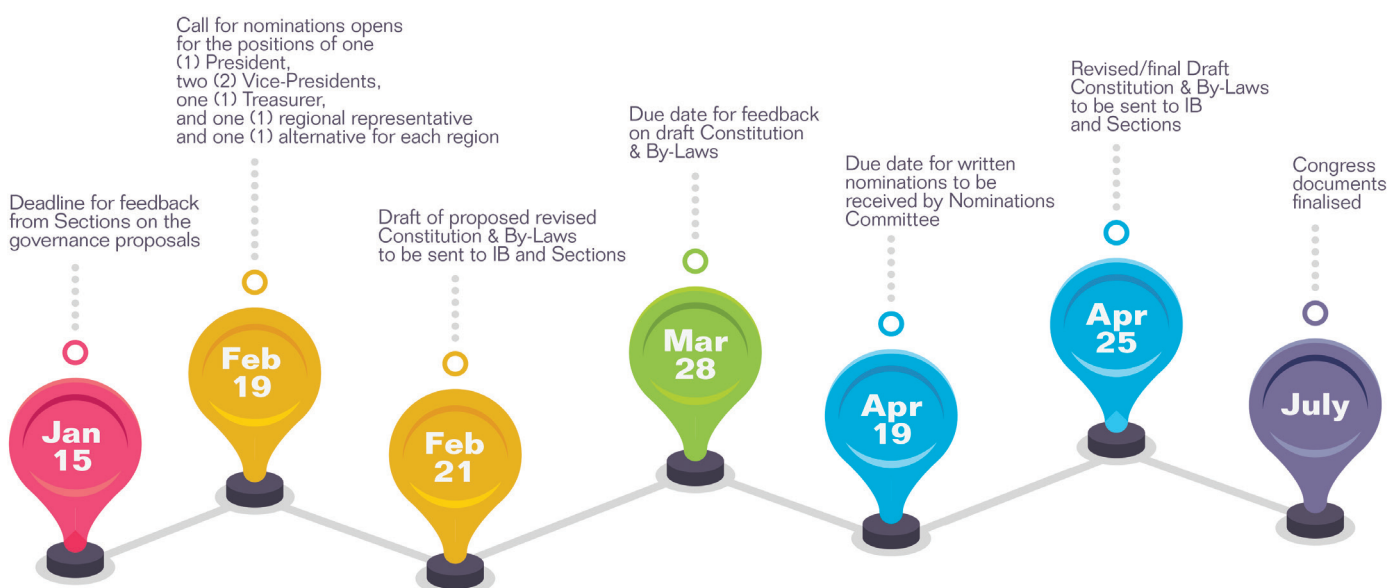 Deadline for feedback
from Sections on the
governance proposals
Jan
15
Call for nominations opens
for the positions of one
(1) President,
two (2) Vice-Presidents,
one (1) Treasurer,
and one (1) regional representative
and one (1) alternative for each region
Feb
19
Draft of proposed revised
Constitution & By-Laws
to be sent to IB and Sections
Feb
21
Due date for feedback
on draft Constitution
& By-Laws
Mar
28
Due date for written
nominations to be
received by Nominations
Committee
Apr
19
Revised/final Draft
Constitution & By-Laws
to be sent to IB
and Sections
Apr
25
Congress
documents
finalised
July